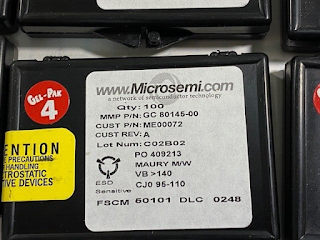 GEL-PAK
4
www.Microsemi.com
a network of semiconductor technology
Qty: 100
MMP P/N: GC 80145-00
CUST P/N: ME00072
CUST REV: A
Lot Num: C02B02
PO 409213
MAURY M/W
VB >140
CJ0 95-110
ESD
Sensitive
FSCM 50101 DLC 0248
ENTION
PRECAUTIONS
HANDLING
TROSTATIC
TIVE DEVICES